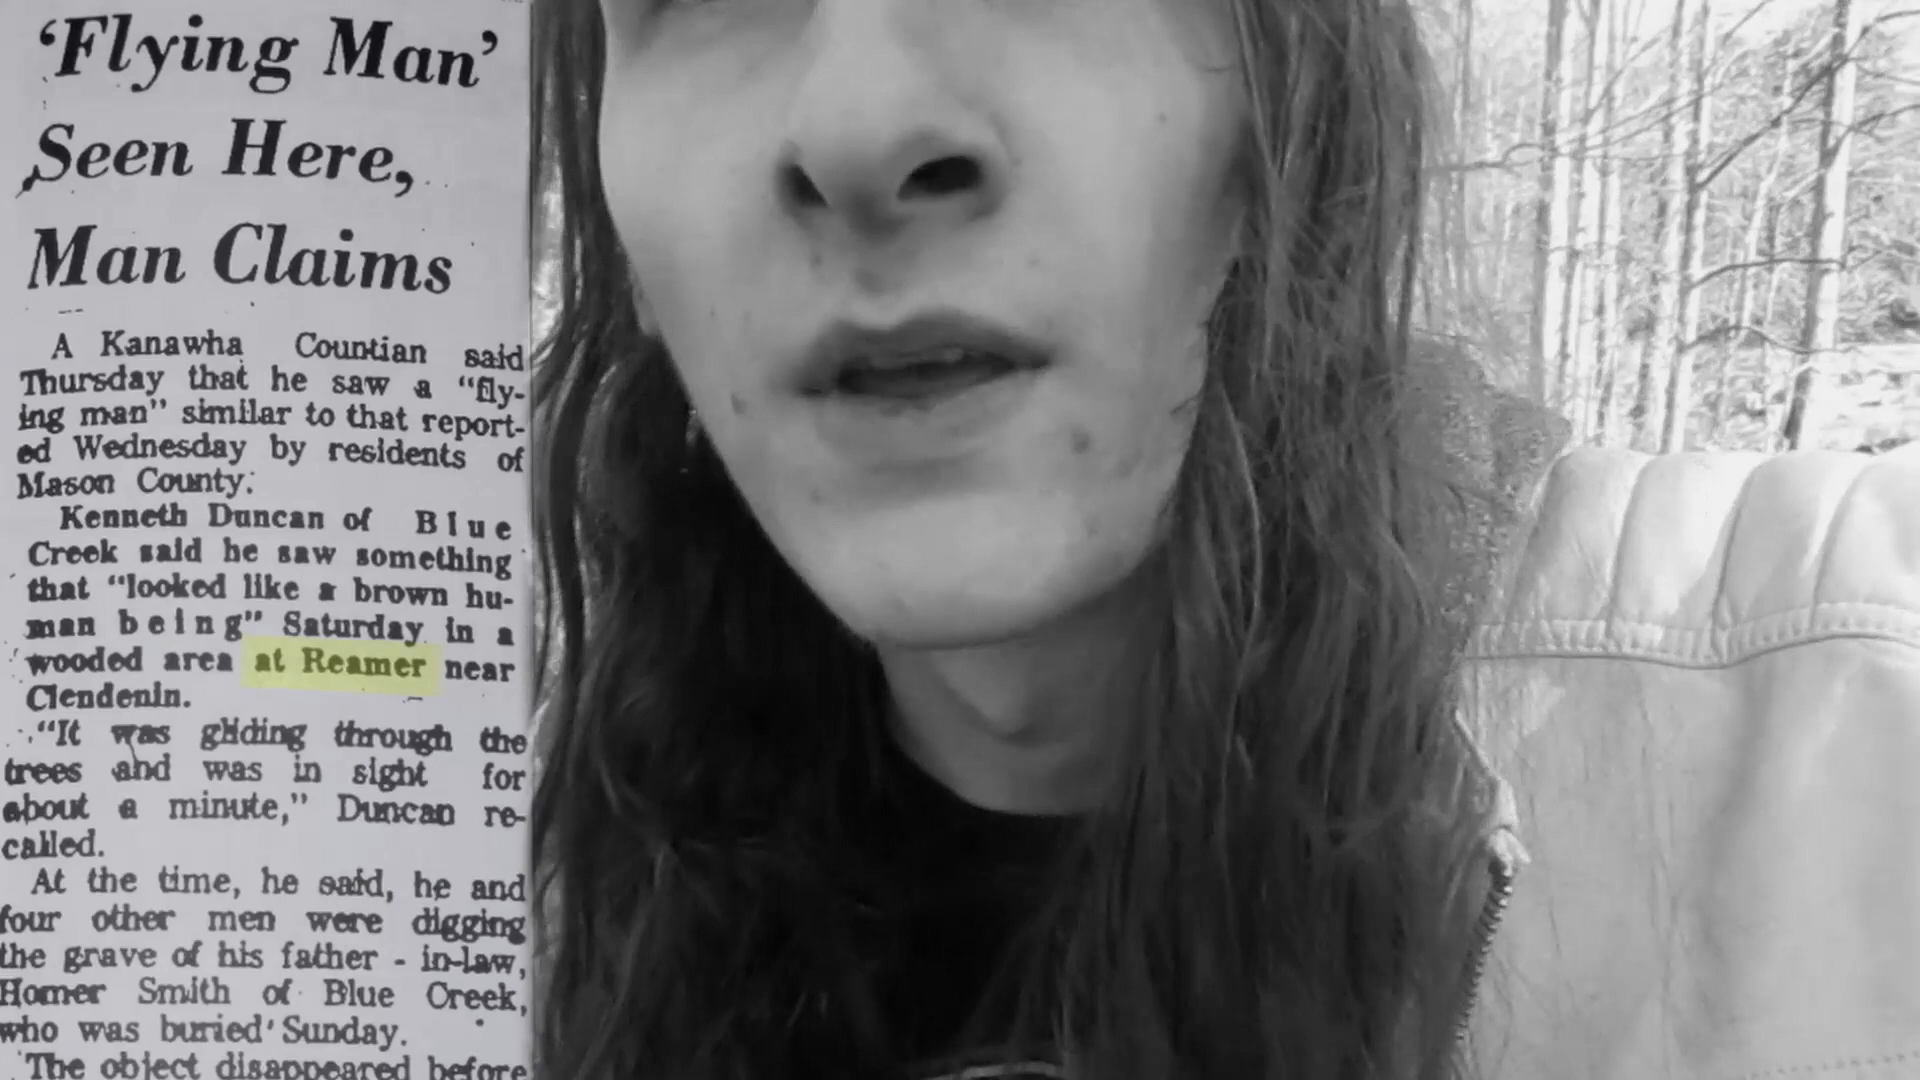 ‘Flying Man’
Seen Here,
Man Claims
A Kanawha Countian said
Thursday that he saw a “fly-
ing man” similar to that report-
ed Wednesday by residents of
Mason County.
Kenneth Duncan of Blue
Creek said he saw something
that “looked like a brown hu-
man being” Saturday in a
wooded area at Reamer near
Clendenin.
“It was gliding through the
trees and was in sight for
about a minute,” Duncan re-
called.
At the time, he said, he and
four other men were digging
the grave of his father - in-law,
Homer Smith of Blue Creek,
who was buried Sunday.
The object disappeared before